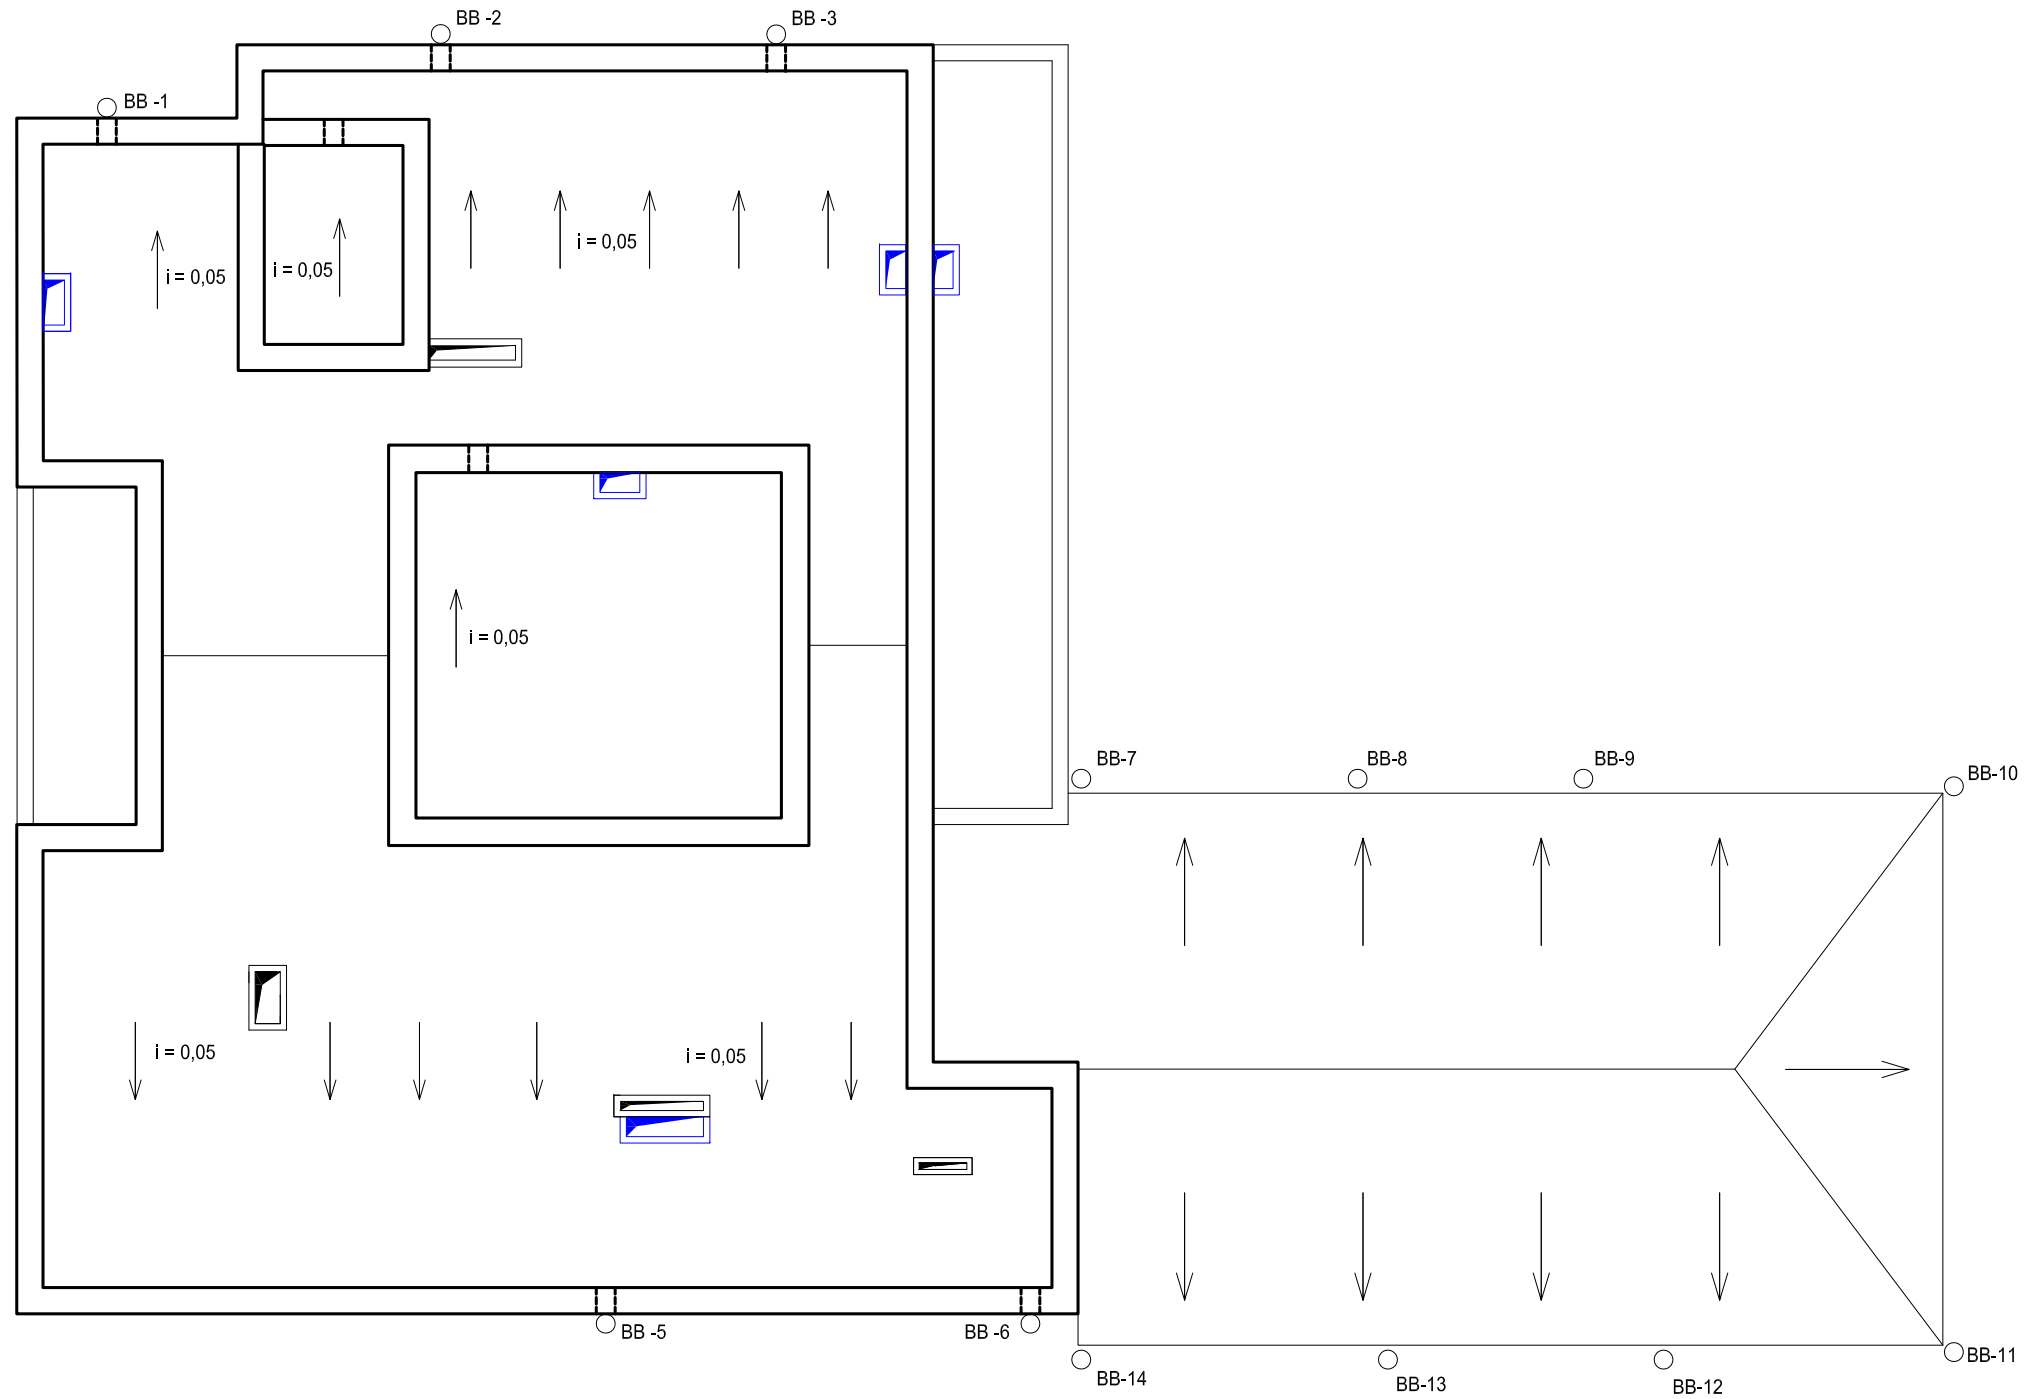 BB -2
BB -3
BB -1
i = 0,05
i = 0,05
i = 0,05
i = 0,05
BB-7
BB-8
BB-9
BB-10
i = 0,05
i = 0,05
BB -5
BB -6
BB-14
BB-13
BB-12
BB-11